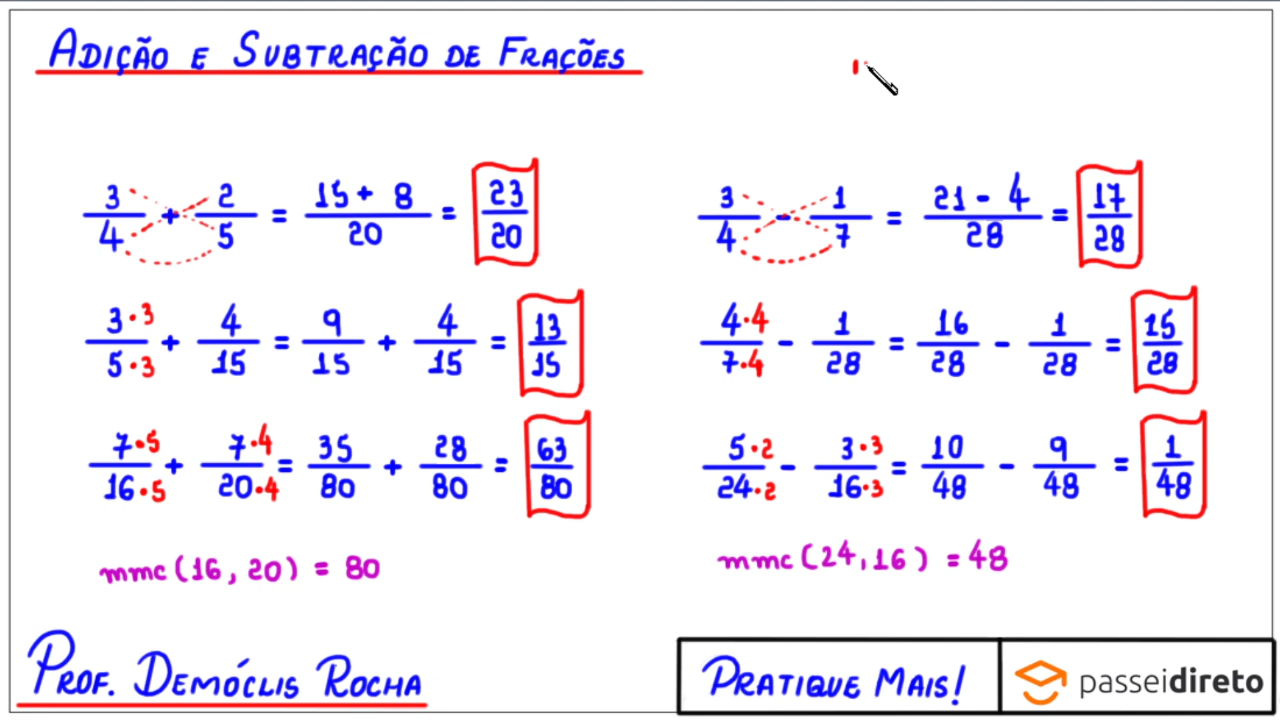 ADIÇÃO E SUBTRAÇÃO DE FRAÇÕES
3/4 + 2/5 = (15 + 8)/20 = 23/20
3·3/5·3 + 4/15 = 9/15 + 4/15 = 13/15
7·5/16·5 + 7·4/20·4 = 35/80 + 28/80 = 63/80
mmc (16, 20) = 80
3/4 - 1/7 = (21 - 4)/28 = 17/28
4·4/7·4 - 1/28 = 16/28 - 1/28 = 15/28
5·2/24·2 - 3·3/16·3 = 10/48 - 9/48 = 1/48
mmc (24, 16) = 48
PROF. DEMÓCLIS ROCHA
PRATIQUE MAIS!
passeidireto